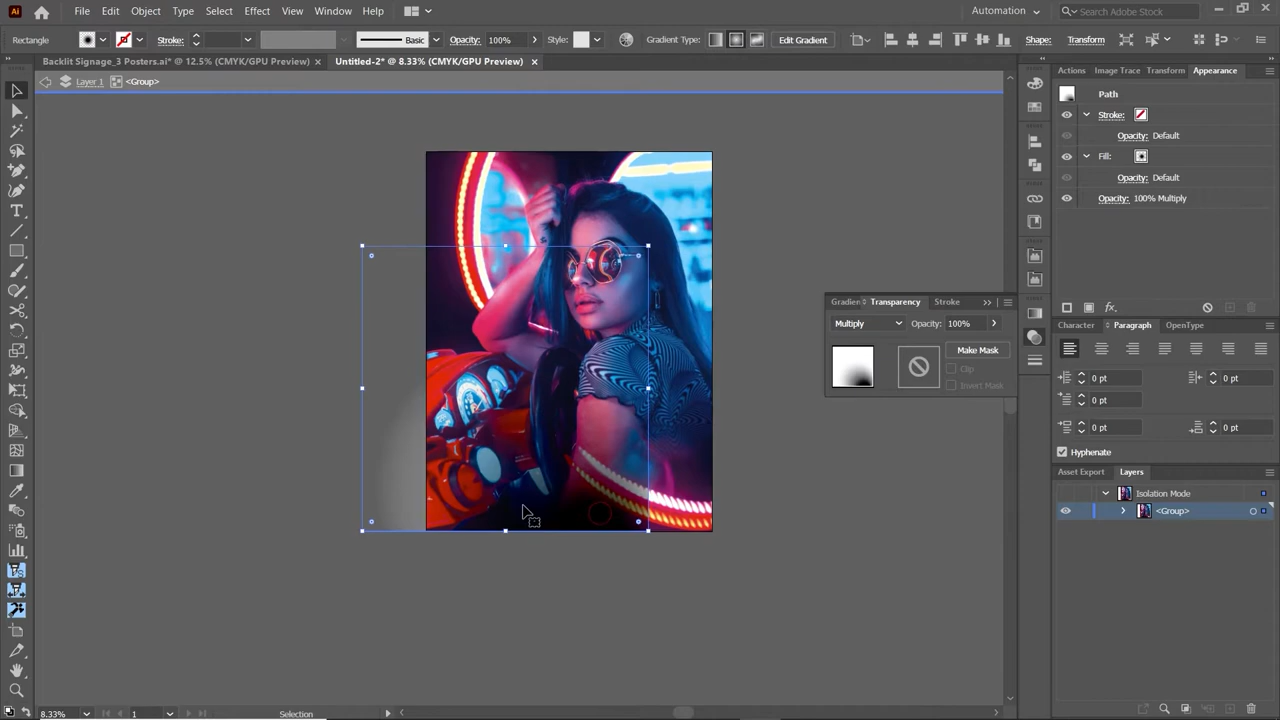 Ai File Edit Object Type Select Effect View Window Help Automation Search Adobe Stock
Rectangle Stroke: Basic Opacity: 100% Style: Gradient Type: Edit Gradient Shape: Transform
Backlit Signage_3 Posters.ai* @ 12.5% (CMYK/GPU Preview) × Untitled-2* @ 8.33% (CMYK/GPU Preview) ×
Layer 1 <Group>
Actions Image Trace Transform Appearance
Path
Stroke:
Opacity: Default
Fill:
Opacity: Default
Opacity: 100% Multiply
Gradien Transparency Stroke
Multiply Opacity: 100%
Make Mask
Clip
Invert Mask
Character Paragraph OpenType
0 pt 0 pt
0 pt
0 pt 0 pt
Hyphenate
Asset Export Layers
Isolation Mode
<Group>
8.33% 1 Selection